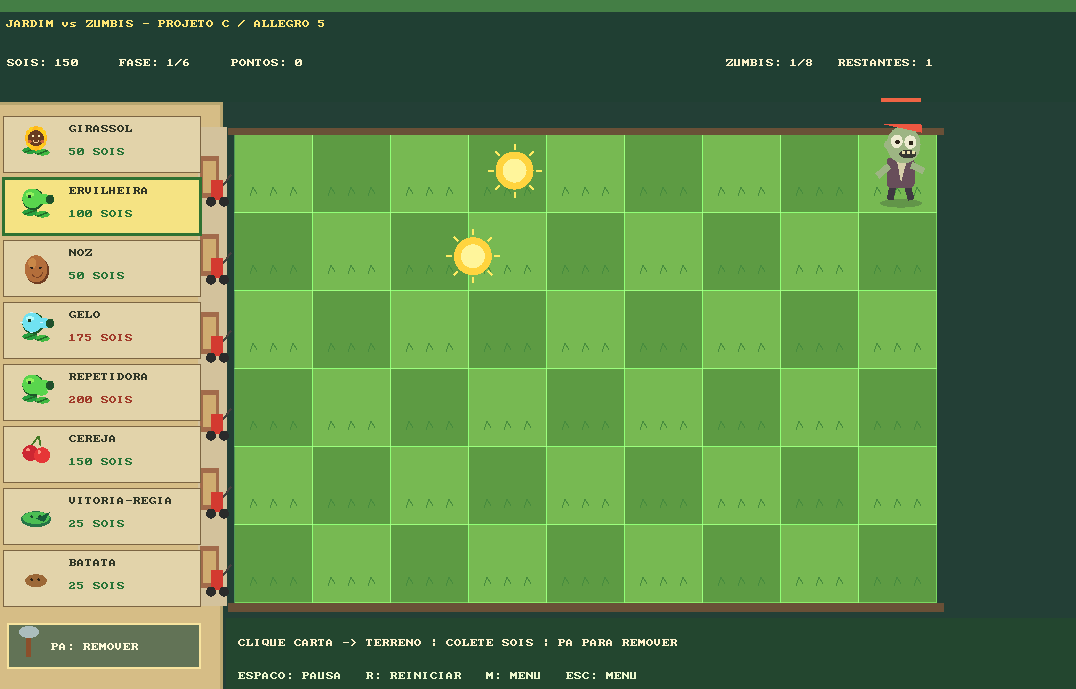 JARDIM vs ZUMBIS - PROJETO C / ALLEGRO 5
SOIS: 150 FASE: 1/6 PONTOS: 0 ZUMBIS: 1/8 RESTANTES: 1
GIRASSOL
50 SOIS
ERVILHEIRA
100 SOIS
NOZ
50 SOIS
GELO
175 SOIS
REPETIDORA
200 SOIS
CEREJA
150 SOIS
VITORIA-REGIA
25 SOIS
BATATA
25 SOIS
PA: REMOVER
CLIQUE CARTA -> TERRENO | COLETE SOIS | PA PARA REMOVER
ESPACO: PAUSA R: REINICIAR M: MENU ESC: MENU